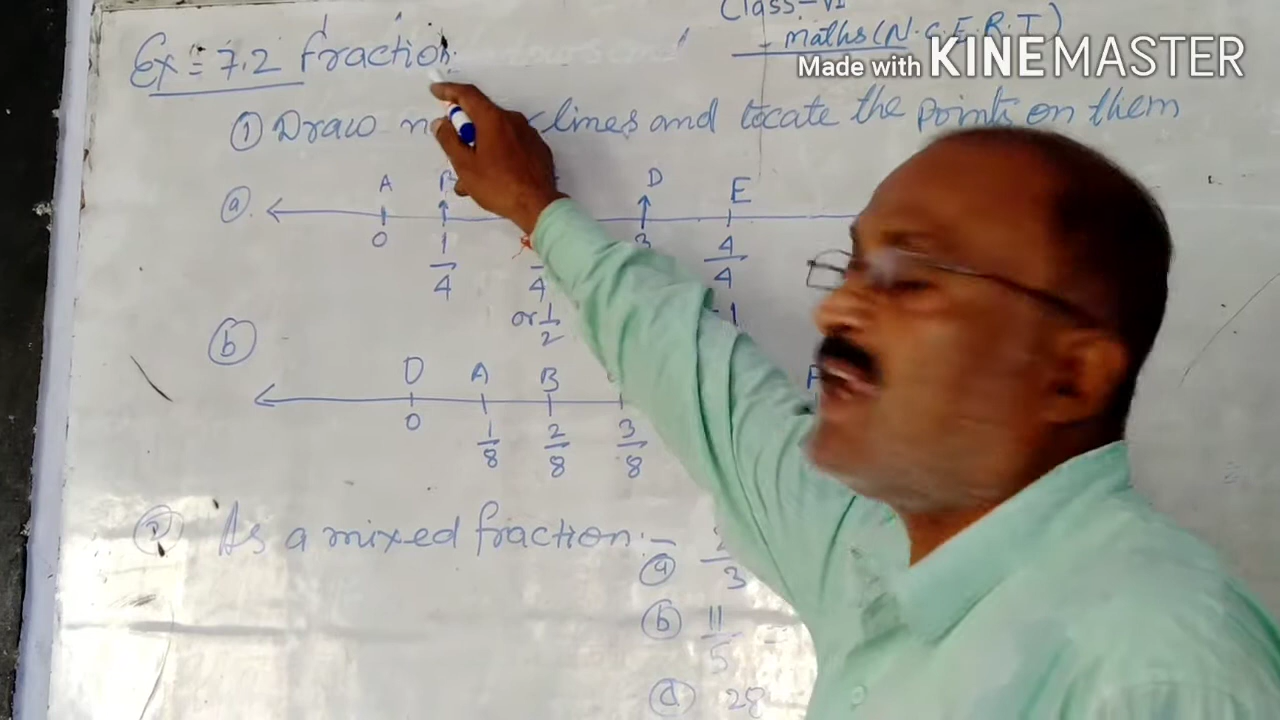 Class-VI
- maths (N.C.E.R.T)
Made with KINEMASTER
Ex = 7.2 fraction
① Draw lines and locate the points on them
ⓐ A D E
0 1/4 4/4
or 1/2 1
ⓑ O A B
0 1/8 2/8 3/8
As a mixed fraction :-
ⓐ 3
ⓑ 11/5
ⓓ 28